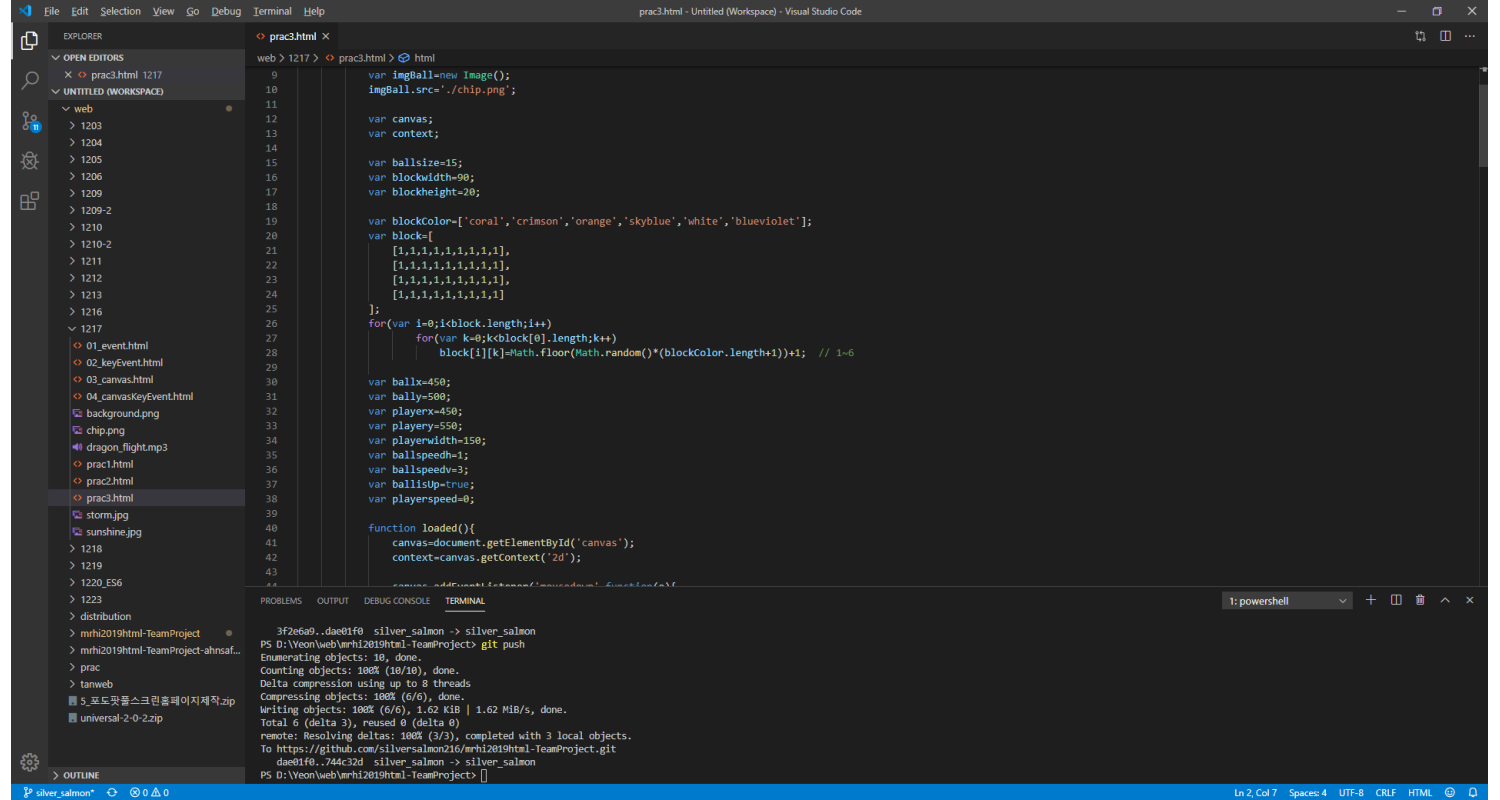 File Edit Selection View Go Debug Terminal Help
prac3.html - Untitled (Workspace) - Visual Studio Code
EXPLORER
OPEN EDITORS
prac3.html 1217
UNTITLED (WORKSPACE)
web
1203
1204
1205
1206
1209
1209-2
1210
1210-2
1211
1212
1213
1216
1217
01_event.html
02_keyEvent.html
03_canvas.html
04_canvasKeyEvent.html
background.png
chip.png
dragon_flight.mp3
prac1.html
prac2.html
prac3.html
storm.jpg
sunshine.jpg
1218
1219
1220_ES6
1223
distribution
mrhi2019html-TeamProject
mrhi2019html-TeamProject-ahnsaf...
prac
tanweb
5_포도팟풀스크린홈페이지제작.zip
universal-2-0-2.zip
OUTLINE
11
prac3.html
web > 1217 > prac3.html > html
9 var imgBall=new Image();
10 imgBall.src='./chip.png';
11
12 var canvas;
13 var context;
14
15 var ballsize=15;
16 var blockwidth=90;
17 var blockheight=20;
18
19 var blockColor=['coral','crimson','orange','skyblue','white','blueviolet'];
20 var block=[
21 [1,1,1,1,1,1,1,1,1],
22 [1,1,1,1,1,1,1,1,1],
23 [1,1,1,1,1,1,1,1,1],
24 [1,1,1,1,1,1,1,1,1]
25 ];
26 for(var i=0;i<block.length;i++)
27 for(var k=0;k<block[0].length;k++)
28 block[i][k]=Math.floor(Math.random()*(blockColor.length+1))+1; // 1~6
29
30 var ballx=450;
31 var bally=500;
32 var playerx=450;
33 var playery=550;
34 var playerwidth=150;
35 var ballspeedh=1;
36 var ballspeedv=3;
37 var ballisUp=true;
38 var playerspeed=0;
39
40 function loaded(){
41 canvas=document.getElementById('canvas');
42 context=canvas.getContext('2d');
43
44 canvas.addEventListener('mousedown',function(e){
PROBLEMS OUTPUT DEBUG CONSOLE TERMINAL
1: powershell
3f2e6a9..dae01f0 silver_salmon -> silver_salmon
PS D:\Yeon\web\mrhi2019html-TeamProject> git push
Enumerating objects: 10, done.
Counting objects: 100% (10/10), done.
Delta compression using up to 8 threads
Compressing objects: 100% (6/6), done.
Writing objects: 100% (6/6), 1.62 KiB | 1.62 MiB/s, done.
Total 6 (delta 3), reused 0 (delta 0)
remote: Resolving deltas: 100% (3/3), completed with 3 local objects.
To https://github.com/silversalmon216/mrhi2019html-TeamProject.git
dae01f0..744c32d silver_salmon -> silver_salmon
PS D:\Yeon\web\mrhi2019html-TeamProject>
silver_salmon* 0 0
Ln 2, Col 7 Spaces: 4 UTF-8 CRLF HTML